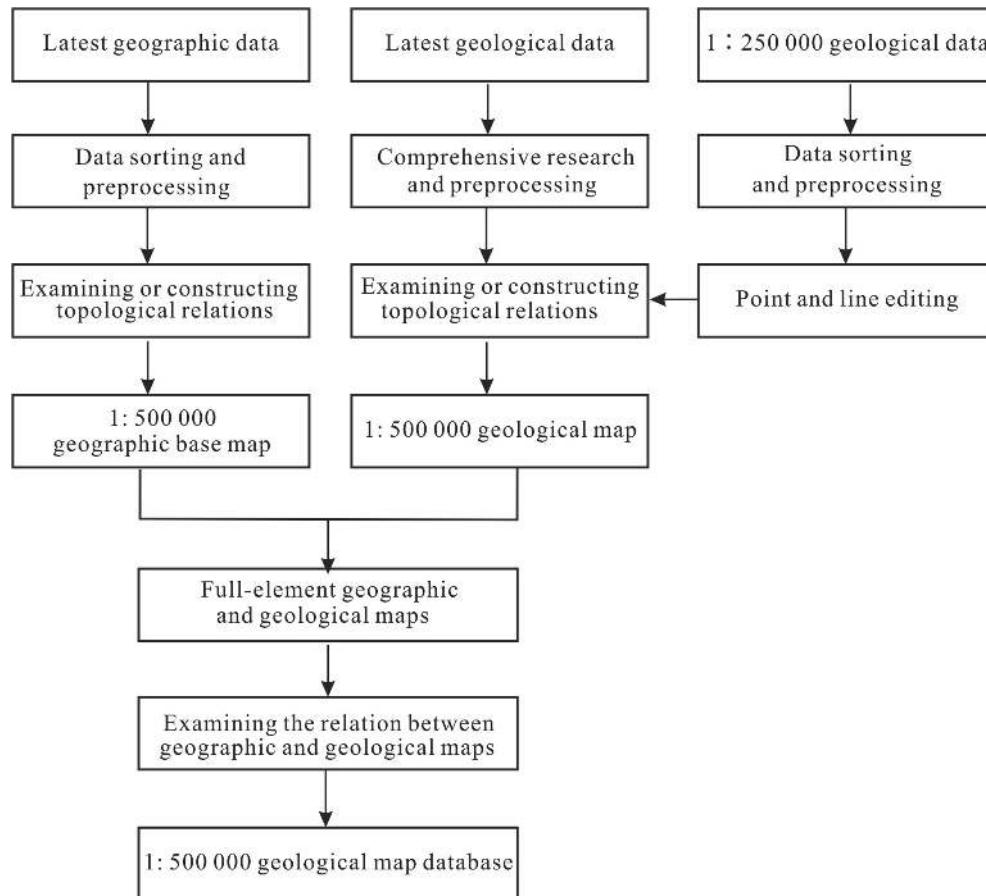 Latest geographic data
Latest geological data
1：250 000 geological data
Data sorting and
preprocessing
Comprehensive research
and preprocessing
Data sorting
and preprocessing
Examining or constructing
topological relations
Examining or constructing
topological relations
Point and line editing
1: 500 000
geographic base map
1: 500 000 geological map
Full-element geographic
and geological maps
Examining the relation between
geographic and geological maps
1: 500 000 geological map database